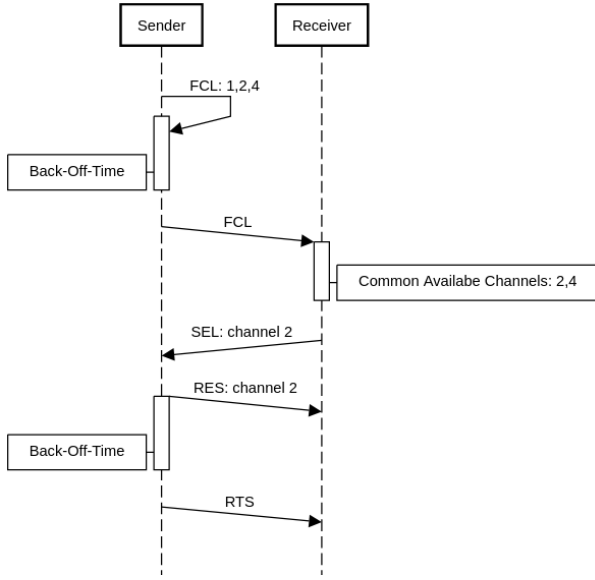 Sender
Receiver
FCL: 1,2,4
Back-Off-Time
FCL
Common Availabe Channels: 2,4
SEL: channel 2
RES: channel 2
Back-Off-Time
RTS